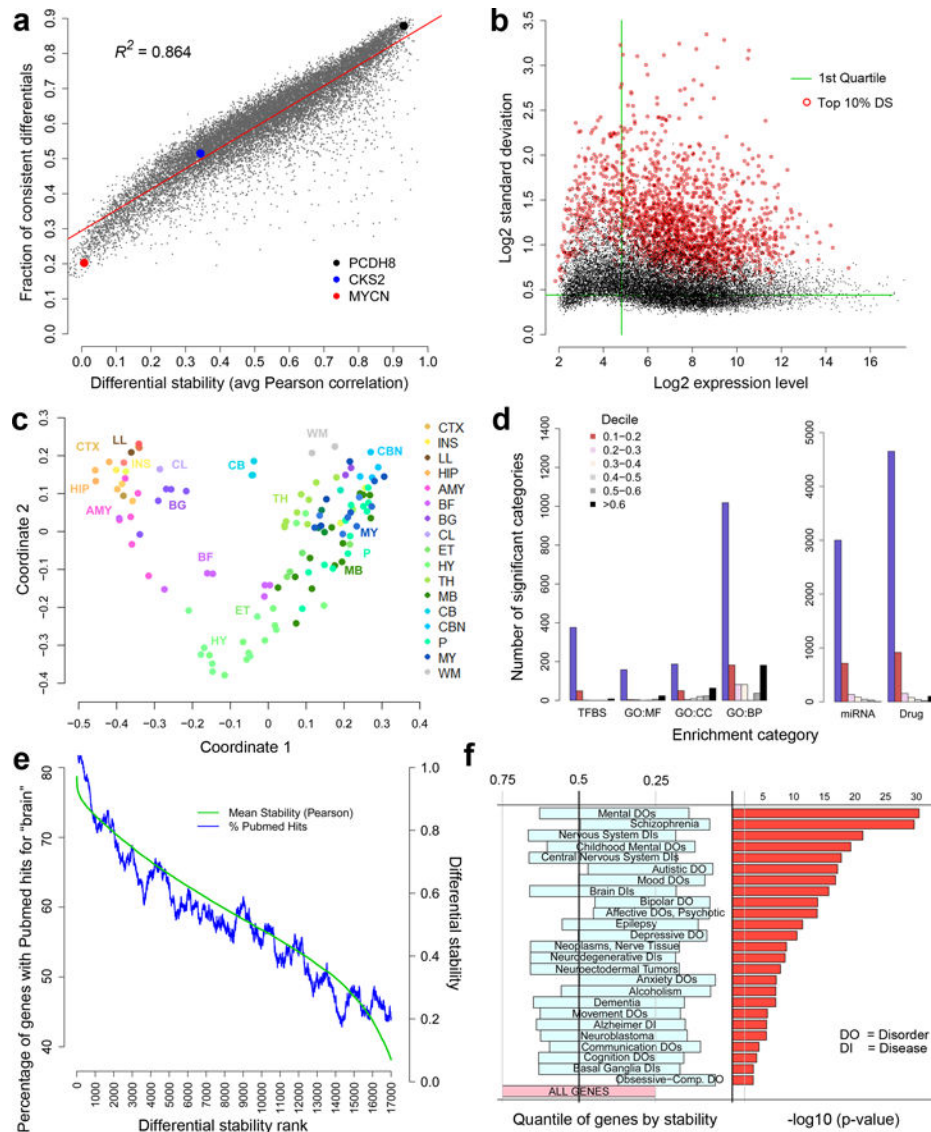 a
R² = 0.864
Fraction of consistent differentials
0.9
0.8
0.7
0.6
0.5
0.4
0.3
0.2
0.1
0.0
PCDH8
CKS2
MYCN
0.0 0.1 0.2 0.3 0.4 0.5 0.6 0.7 0.8 0.9 1.0
Differential stability (avg Pearson correlation)
b
Log2 standard deviation
3.5
3.0
2.5
2.0
1.5
1.0
0.5
0.0
1st Quartile
Top 10% DS
2 4 6 8 10 12 14 16
Log2 expression level
c
Coordinate 2
0.3
0.2
0.1
0
-0.1
-0.2
-0.3
-0.4
CTX
LL
INS
CL
HIP
BG
AMY
BF
CB
WM
CBN
TH
MY
P
MB
ET
HY
CTX
INS
LL
HIP
AMY
BF
BG
CL
ET
HY
TH
MB
CB
CBN
P
MY
WM
-0.5 -0.4 -0.3 -0.2 -0.1 0 0.1 0.2 0.3 0.4
Coordinate 1
d
Number of significant categories
1400
1200
1000
800
600
400
200
0
Decile
0.1-0.2
0.2-0.3
0.3-0.4
0.4-0.5
0.5-0.6
>0.6
5000
4000
3000
2000
1000
0
TFBS GO:MF GO:CC GO:BP miRNA Drug
Enrichment category
e
Percentage of genes with Pubmed hits for "brain"
80
70
60
50
40
Mean Stability (Pearson)
% Pubmed Hits
1.0
0.8
0.6
0.4
0.2
0.0
Differential stability
0 1000 2000 3000 4000 5000 6000 7000 8000 9000 10000 11000 12000 13000 14000 15000 16000 17000
Differential stability rank
f
0.75 0.5 0.25
5 10 15 20 25 30
Mental DOs
Schizophrenia
Nervous System DIs
Childhood Mental DOs
Central Nervous System DIs
Autistic DO
Mood DOs
Brain DIs
Bipolar DO
Affective DOs, Psychotic
Epilepsy
Depressive DO
Neoplasms, Nerve Tissue
Neurodegenerative DIs
Neuroectodermal Tumors
Anxiety DOs
Alcoholism
Dementia
Movement DOs
Alzheimer DI
Neuroblastoma
Communication DOs
Cognition DOs
Basal Ganglia DIs
Obsessive-Comp. DO
ALL GENES
DO = Disorder
DI = Disease
Quantile of genes by stability
-log10 (p-value)